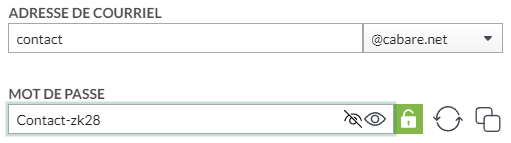 ADRESSE DE COURRIEL
contact @cabare.net
MOT DE PASSE
Contact-zk28